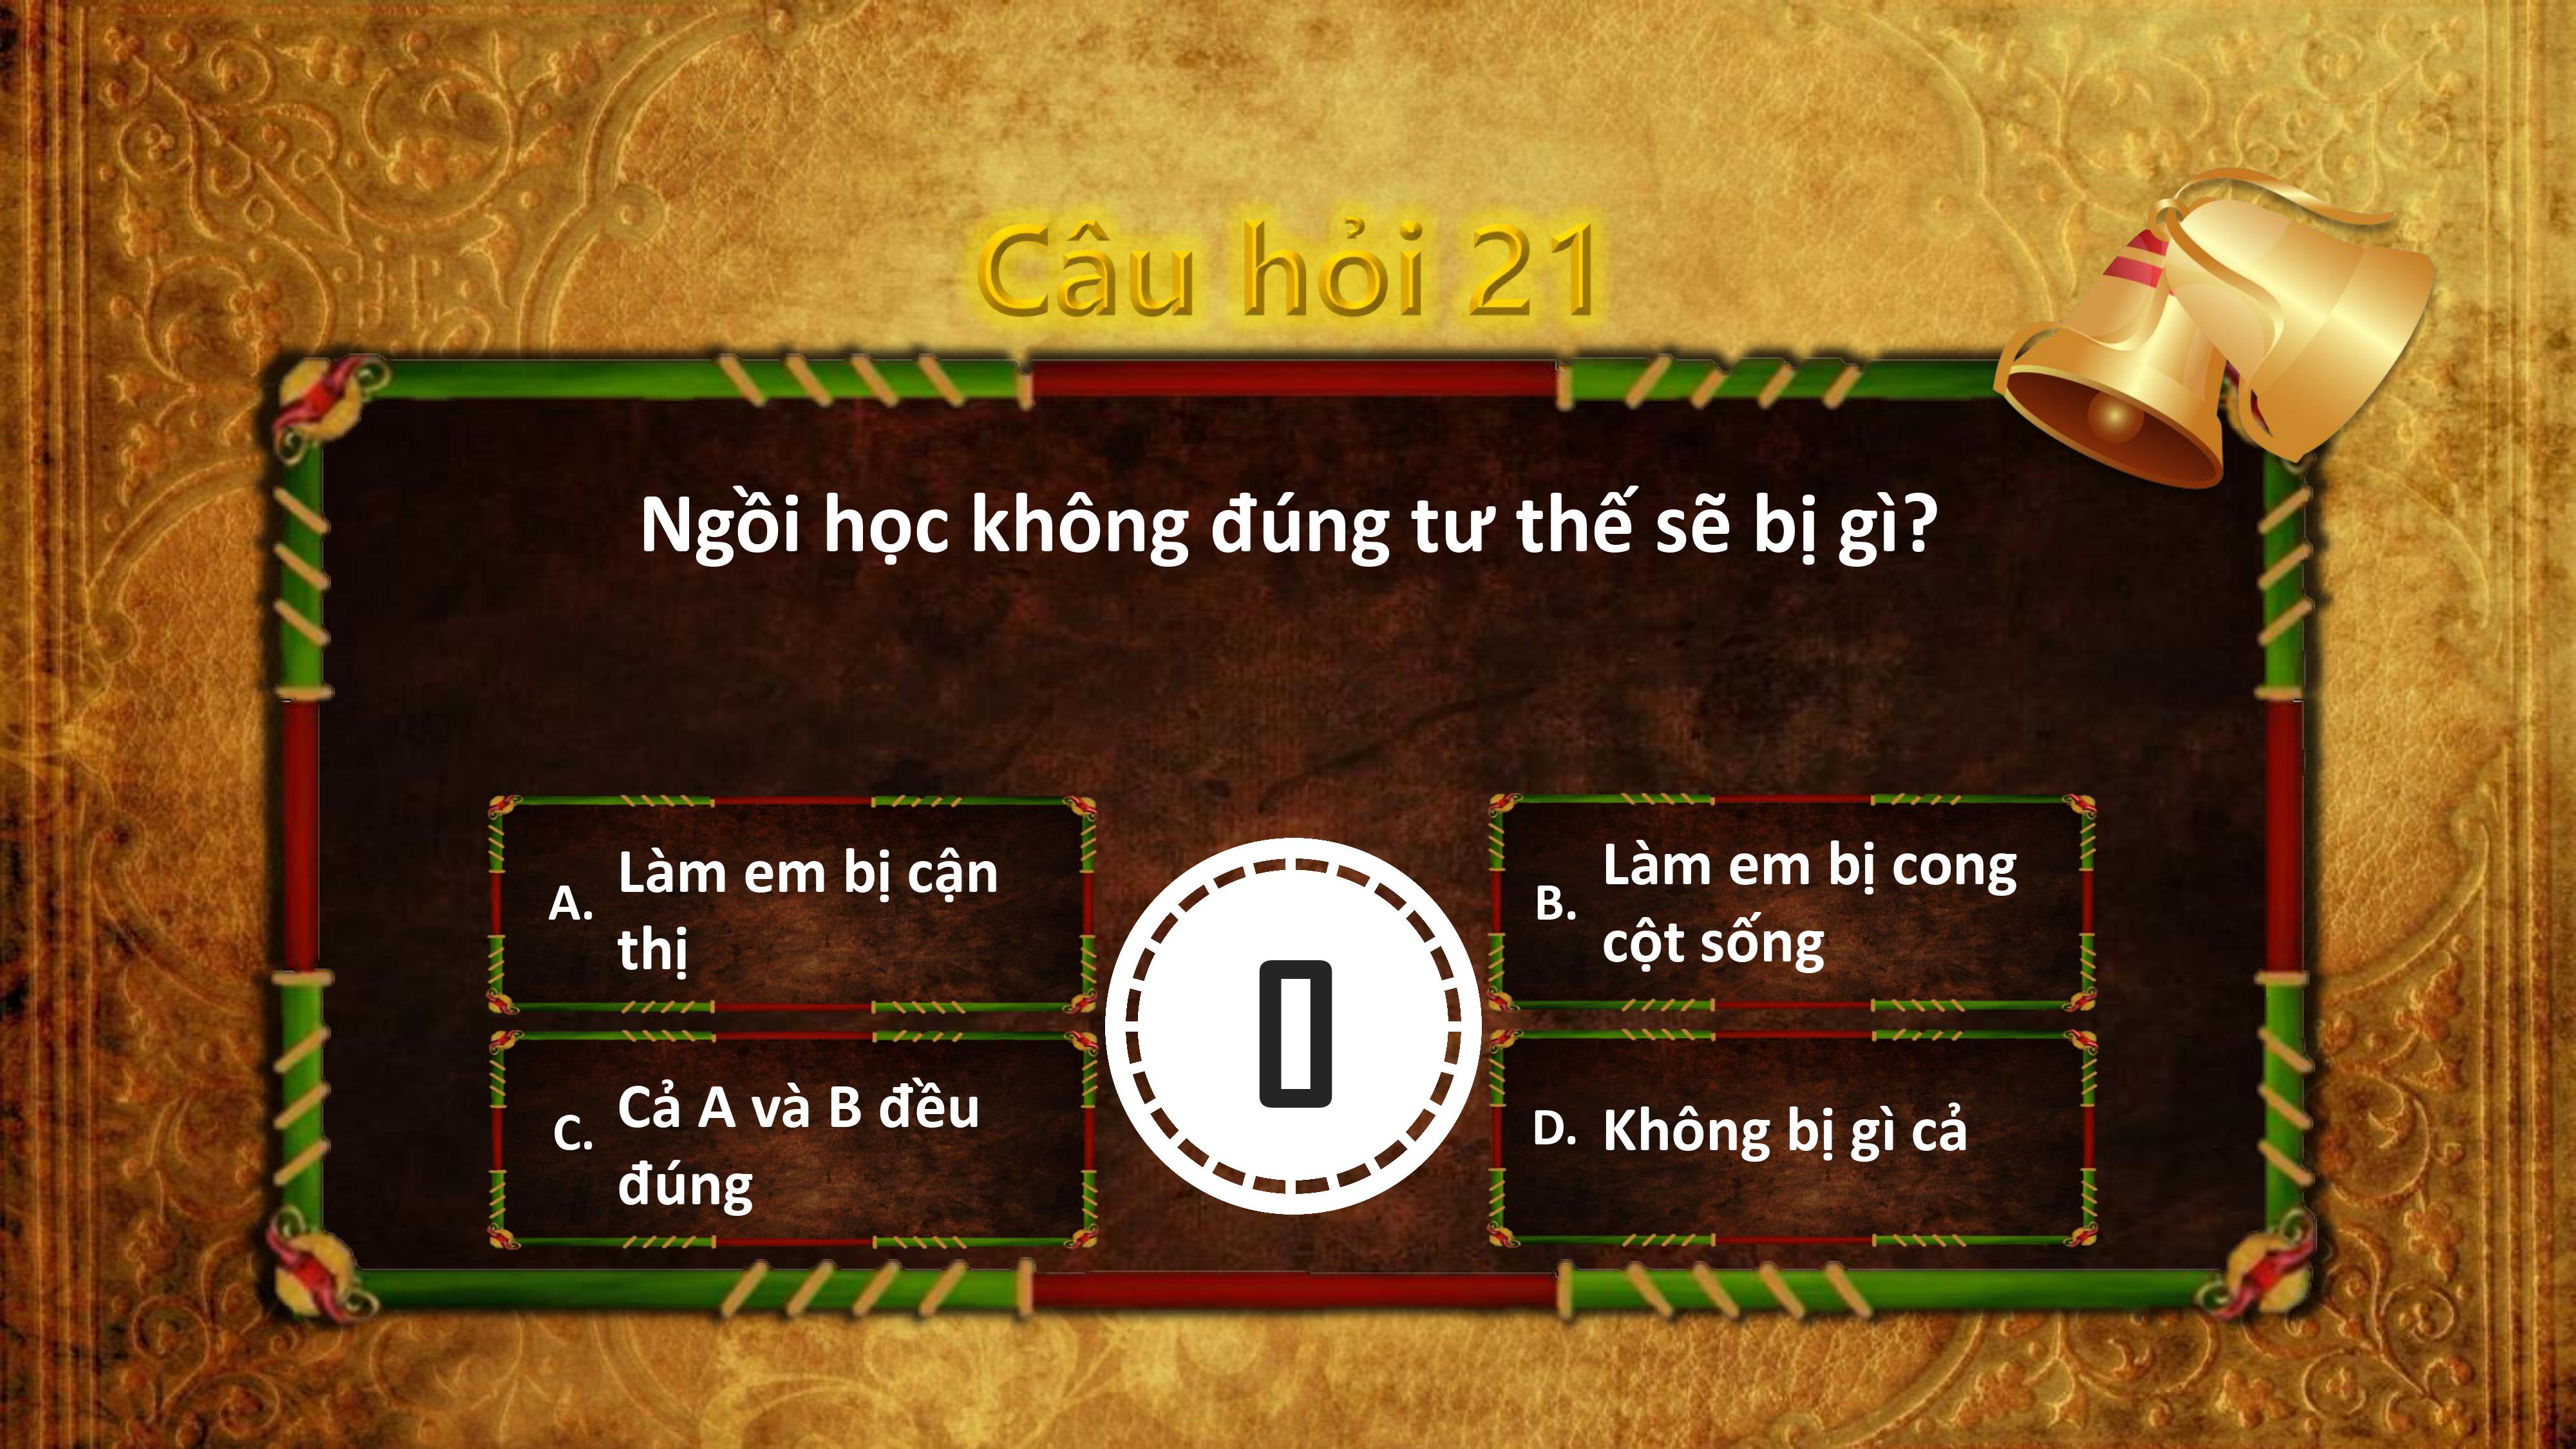 Câu hỏi 21
Ngồi học không đúng tư thế sẽ bị gì?
A. Làm em bị cận
thị
B. Làm em bị cong
cột sống
C. Cả A và B đều
đúng
D. Không bị gì cả